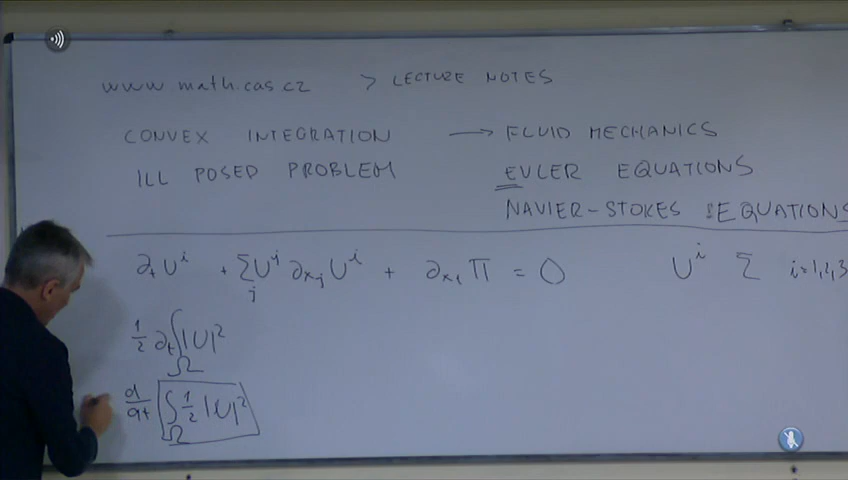 www.math.cas.cz > LECTURE NOTES
CONVEX INTEGRATION → FLUID MECHANICS
ILL POSED PROBLEM EULER EQUATIONS
NAVIER-STOKES EQUATIONS
∂ₜ Uⁱ + Σⱼ Uʲ ∂ₓⱼ Uⁱ + ∂ₓᵢ Π = 0 Uⁱ Σ i=1,2,3
½ ∂ₜ ∫_Ω |U|²
d/dt ∫_Ω ½ |U|²